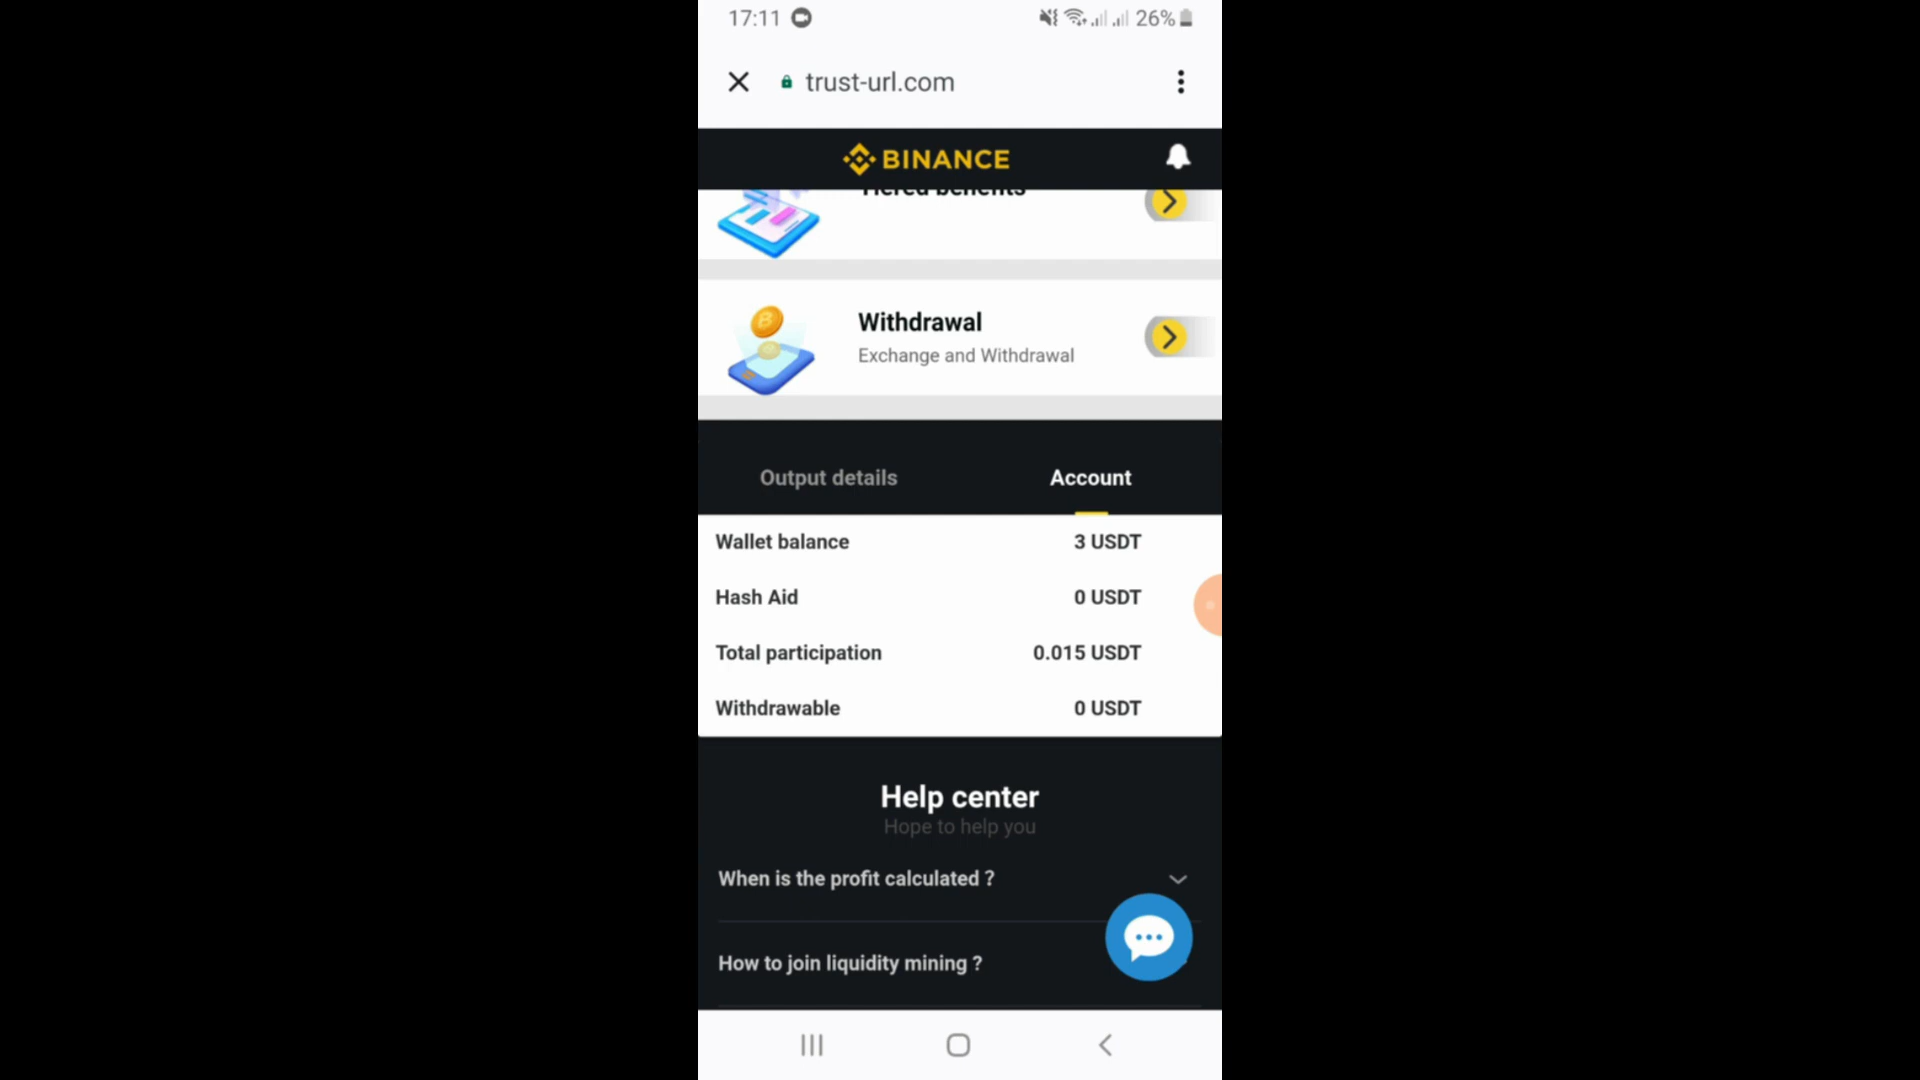 17:11
26%
trust-url.com
BINANCE
Tiered benefits
Withdrawal
Exchange and Withdrawal
Output details Account
Wallet balance 3 USDT
Hash Aid 0 USDT
Total participation 0.015 USDT
Withdrawable 0 USDT
Help center
Hope to help you
When is the profit calculated ?
How to join liquidity mining ?